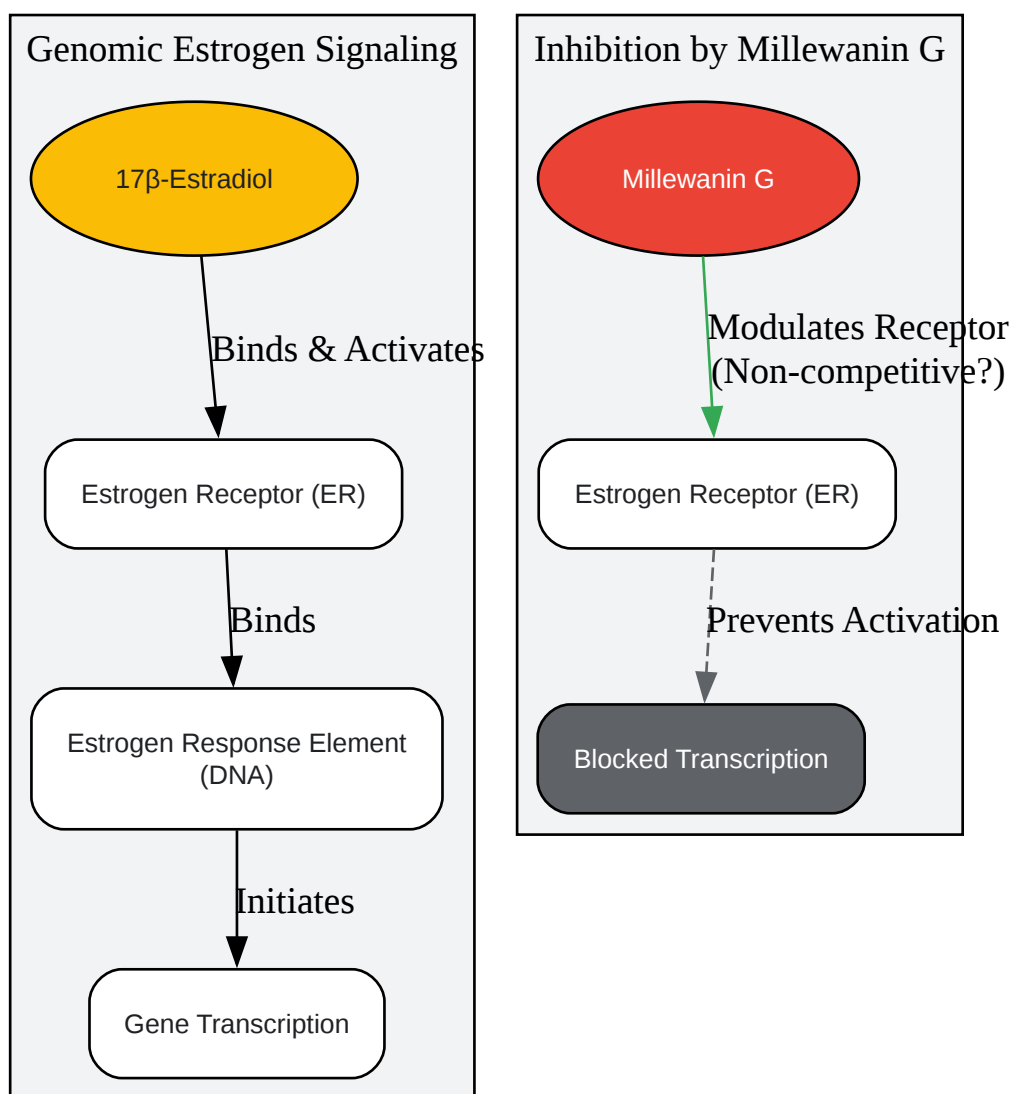 Genomic Estrogen Signaling
17β-Estradiol
Binds & Activates
Estrogen Receptor (ER)
Binds
Estrogen Response Element
(DNA)
Initiates
Gene Transcription
Inhibition by Millewanin G
Millewanin G
Modulates Receptor
(Non-competitive?)
Estrogen Receptor (ER)
Prevents Activation
Blocked Transcription